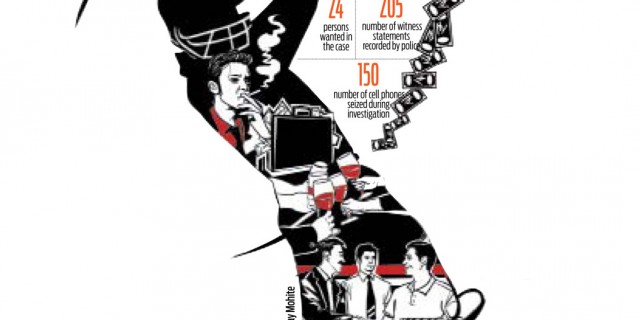 24
persons
wanted in
the case
205
number of witness
statements
recorded by police
150
number of cell phones
seized during
investigation
ay Mohite